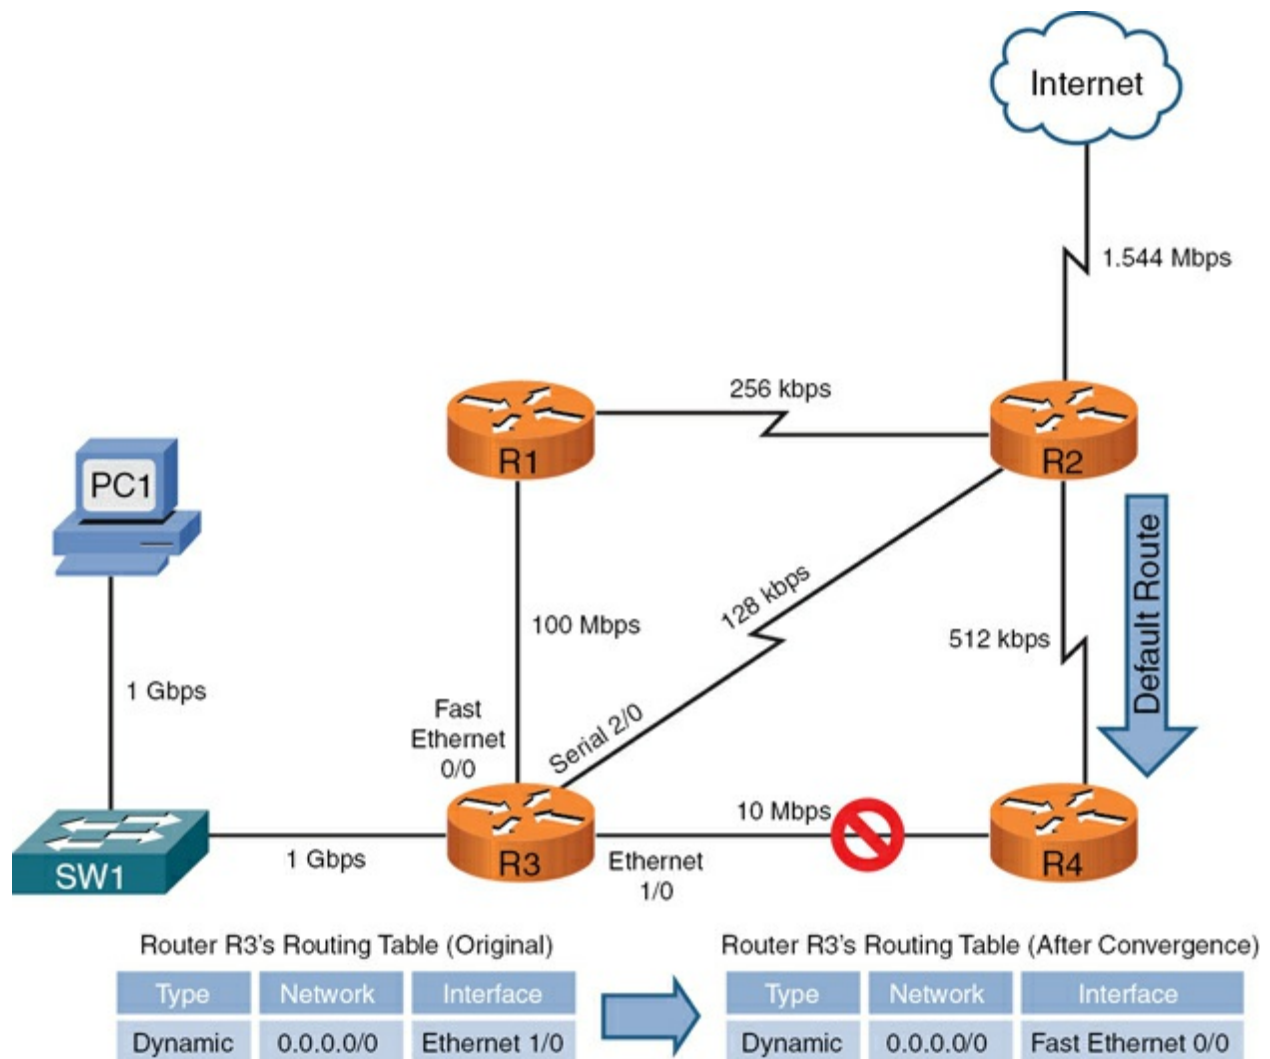 Internet
1.544 Mbps
256 kbps
R1
R2
PC1
128 kbps
Default Route
100 Mbps
512 kbps
1 Gbps
Fast
Ethernet
0/0
Serial 2/0
10 Mbps
SW1
1 Gbps
R3
Ethernet
1/0
R4
Router R3's Routing Table (Original)
Type Network Interface
Dynamic 0.0.0.0/0 Ethernet 1/0
Router R3's Routing Table (After Convergence)
Type Network Interface
Dynamic 0.0.0.0/0 Fast Ethernet 0/0